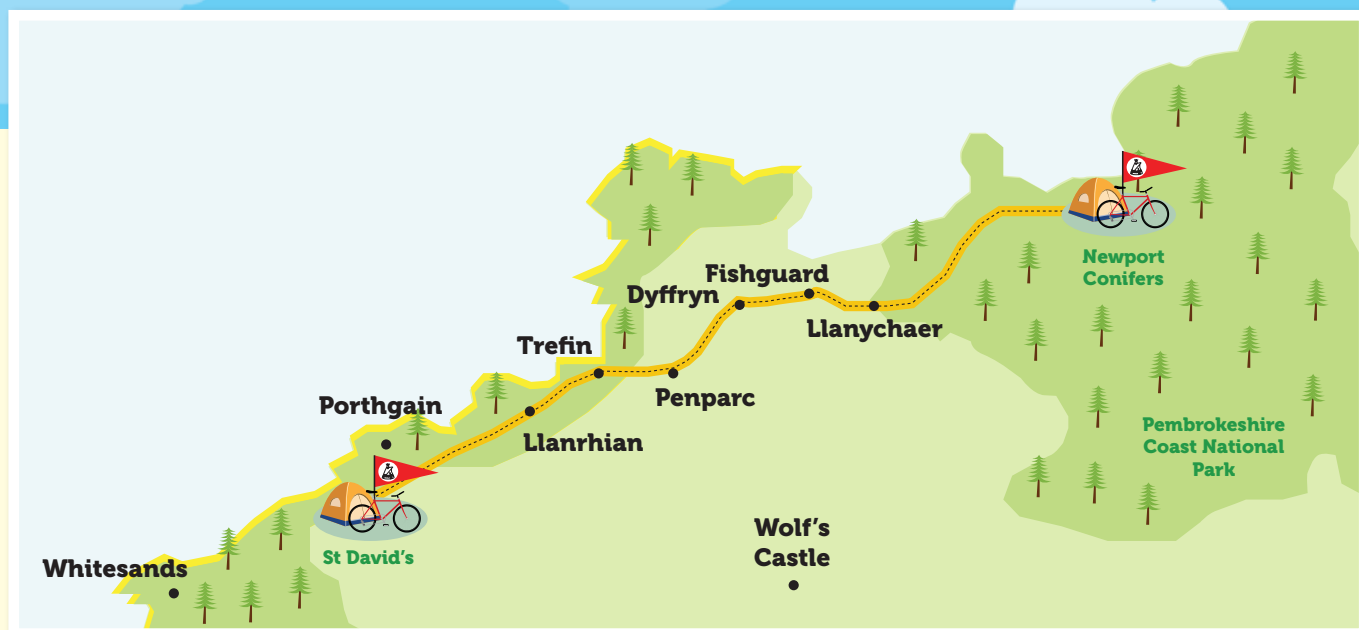 Newport
Conifers
Fishguard
Dyffryn
Llanychaer
Trefin
Penparc
Porthgain
Llanrhian
Pembrokeshire
Coast National
Park
Wolf's
Castle
St David's
Whitesands